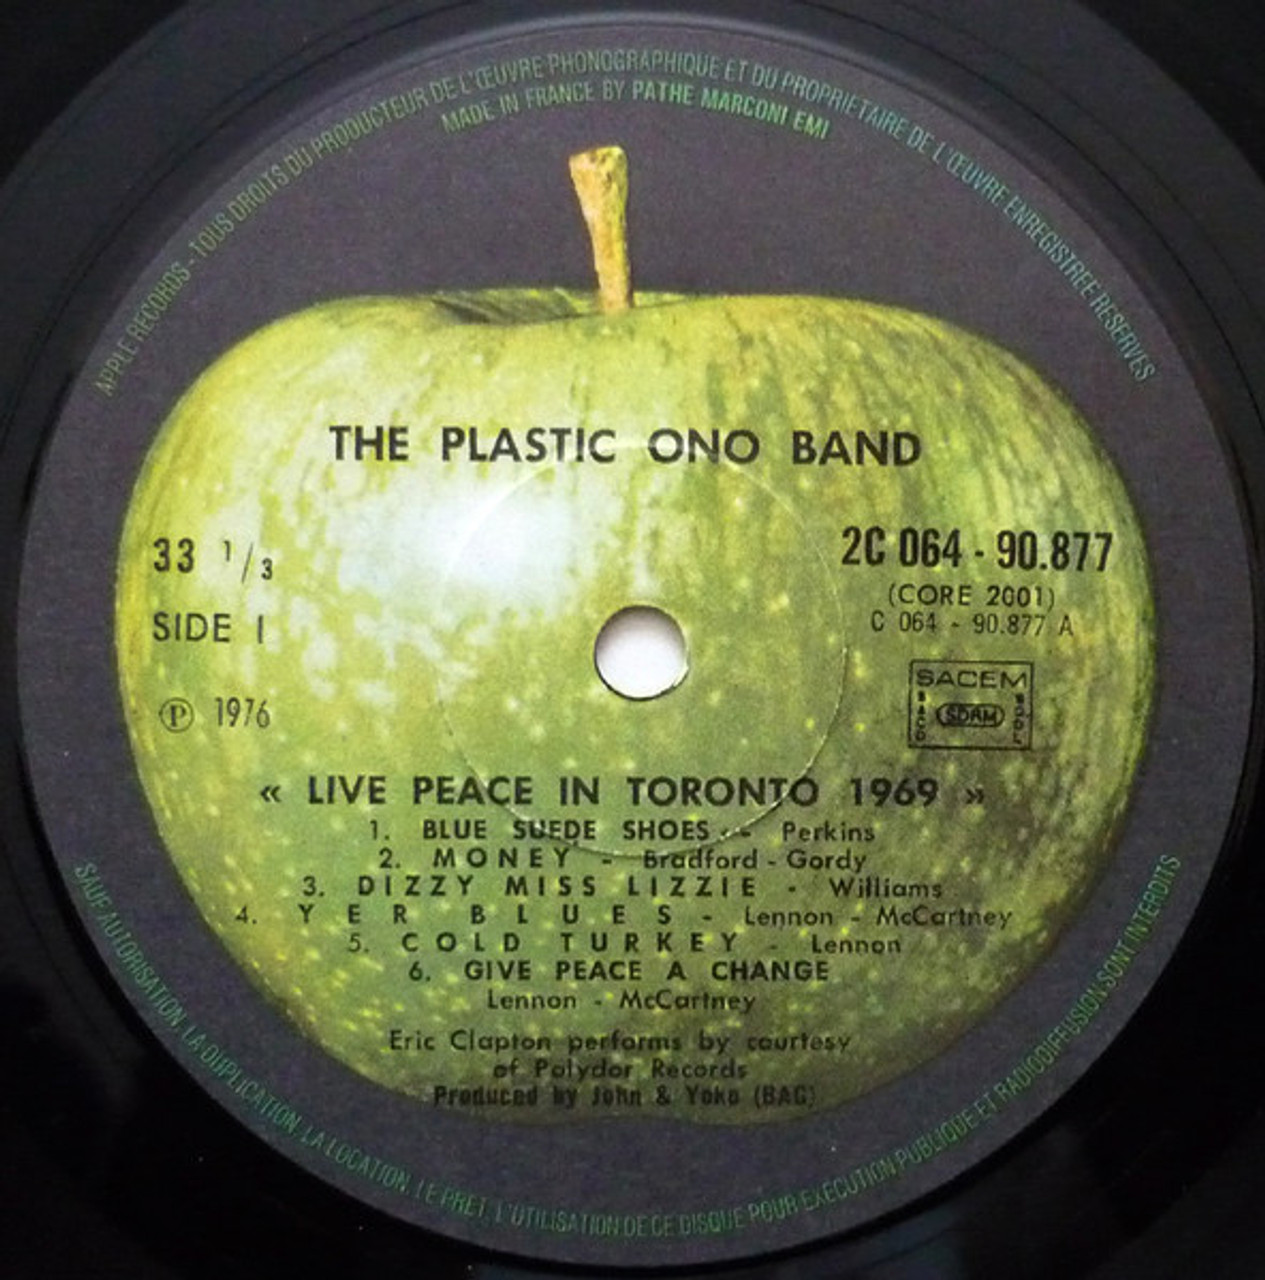 APPLE RECORDS - TOUS DROITS DU PRODUCTEUR DE L'ŒUVRE PHONOGRAPHIQUE ET DU PROPRIETAIRE DE L'ŒUVRE ENREGISTREE RESERVES
MADE IN FRANCE BY PATHE MARCONI EMI
THE PLASTIC ONO BAND
33 1/3
2C 064 - 90.877
(CORE 2001)
SIDE I
C 064 - 90.877 A
SACEM
SACD SDRM SGDL
℗ 1976
« LIVE PEACE IN TORONTO 1969 »
1. BLUE SUEDE SHOES - Perkins
2. MONEY - Bradford - Gordy
3. DIZZY MISS LIZZIE - Williams
4. YER BLUES - Lennon - McCartney
5. COLD TURKEY - Lennon
6. GIVE PEACE A CHANGE
Lennon - McCartney
Eric Clapton performs by courtesy
of Polydor Records
Produced by John & Yoko (BAG)
SAUF AUTORISATION, LA DUPLICATION, LA LOCATION, LE PRET, L'UTILISATION DE CE DISQUE POUR EXECUTION PUBLIQUE ET RADIODIFFUSION SONT INTERDITS